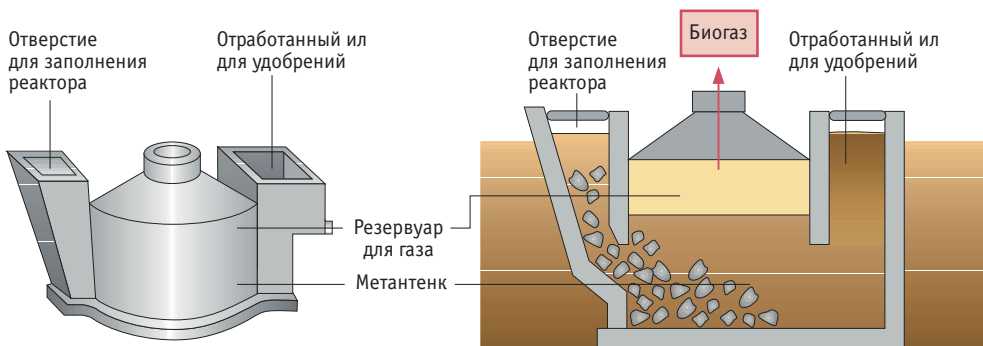 Отверстие
для заполнения
реактора
Отработанный ил
для удобрений
Резервуар
для газа
Метантенк
Отверстие
для заполнения
реактора
Биогаз
Отработанный ил
для удобрений